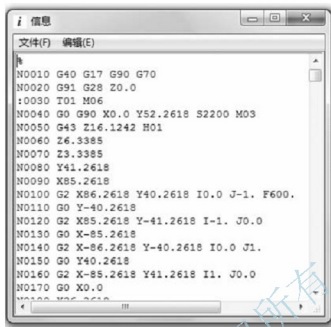 i 信息
文件(F) 编辑(E)
%
N0010 G40 G17 G90 G70
N0020 G91 G28 Z0.0
:0030 T01 M06
N0040 G0 G90 X0.0 Y52.2618 S2200 M03
N0050 G43 Z16.1242 H01
N0060 Z6.3385
N0070 Z3.3385
N0080 Y41.2618
N0090 X85.2618
N0100 G2 X86.2618 Y40.2618 I0.0 J-1. F600.
N0110 G0 Y-40.2618
N0120 G2 X85.2618 Y-41.2618 I-1. J0.0
N0130 G0 X-85.2618
N0140 G2 X-86.2618 Y-40.2618 I0.0 J1.
N0150 G0 Y40.2618
N0160 G2 X-85.2618 Y41.2618 I1. J0.0
N0170 G0 X0.0
所有